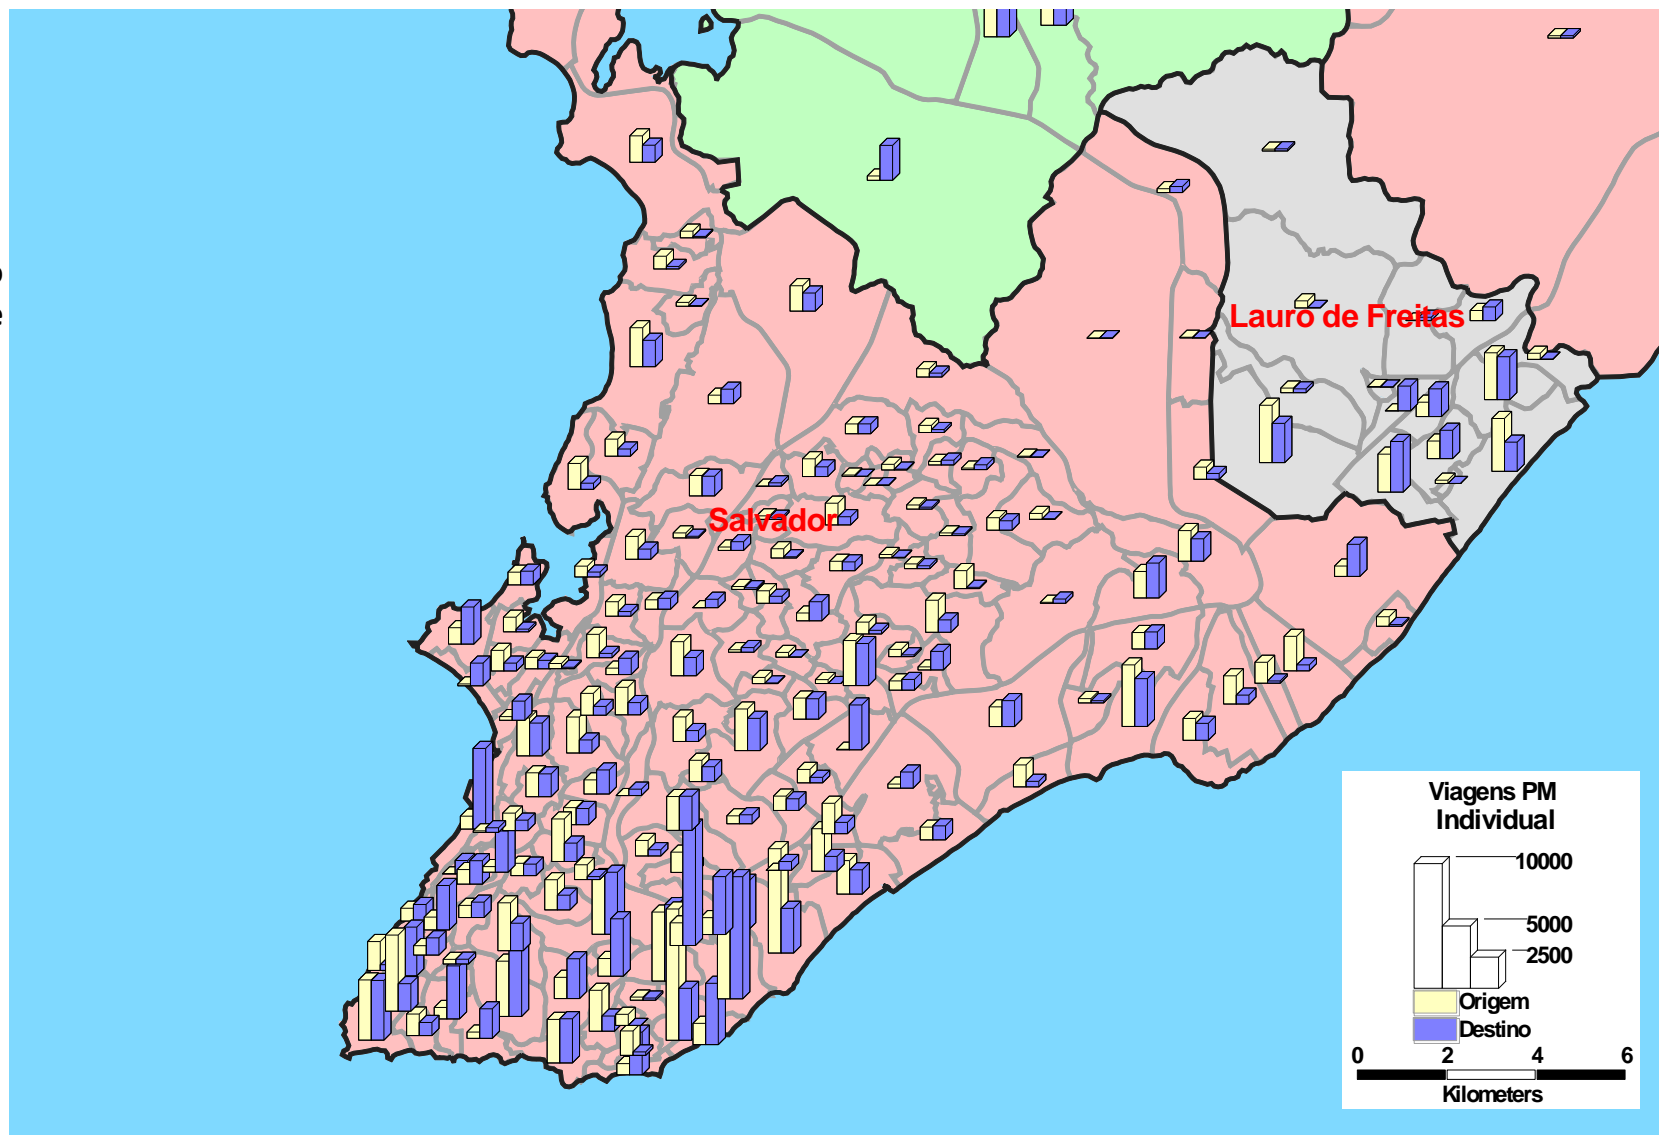 Lauro de Freitas
Salvador
Viagens PM
Individual
10000
5000
2500
Origem
Destino
0 2 4 6
Kilometers